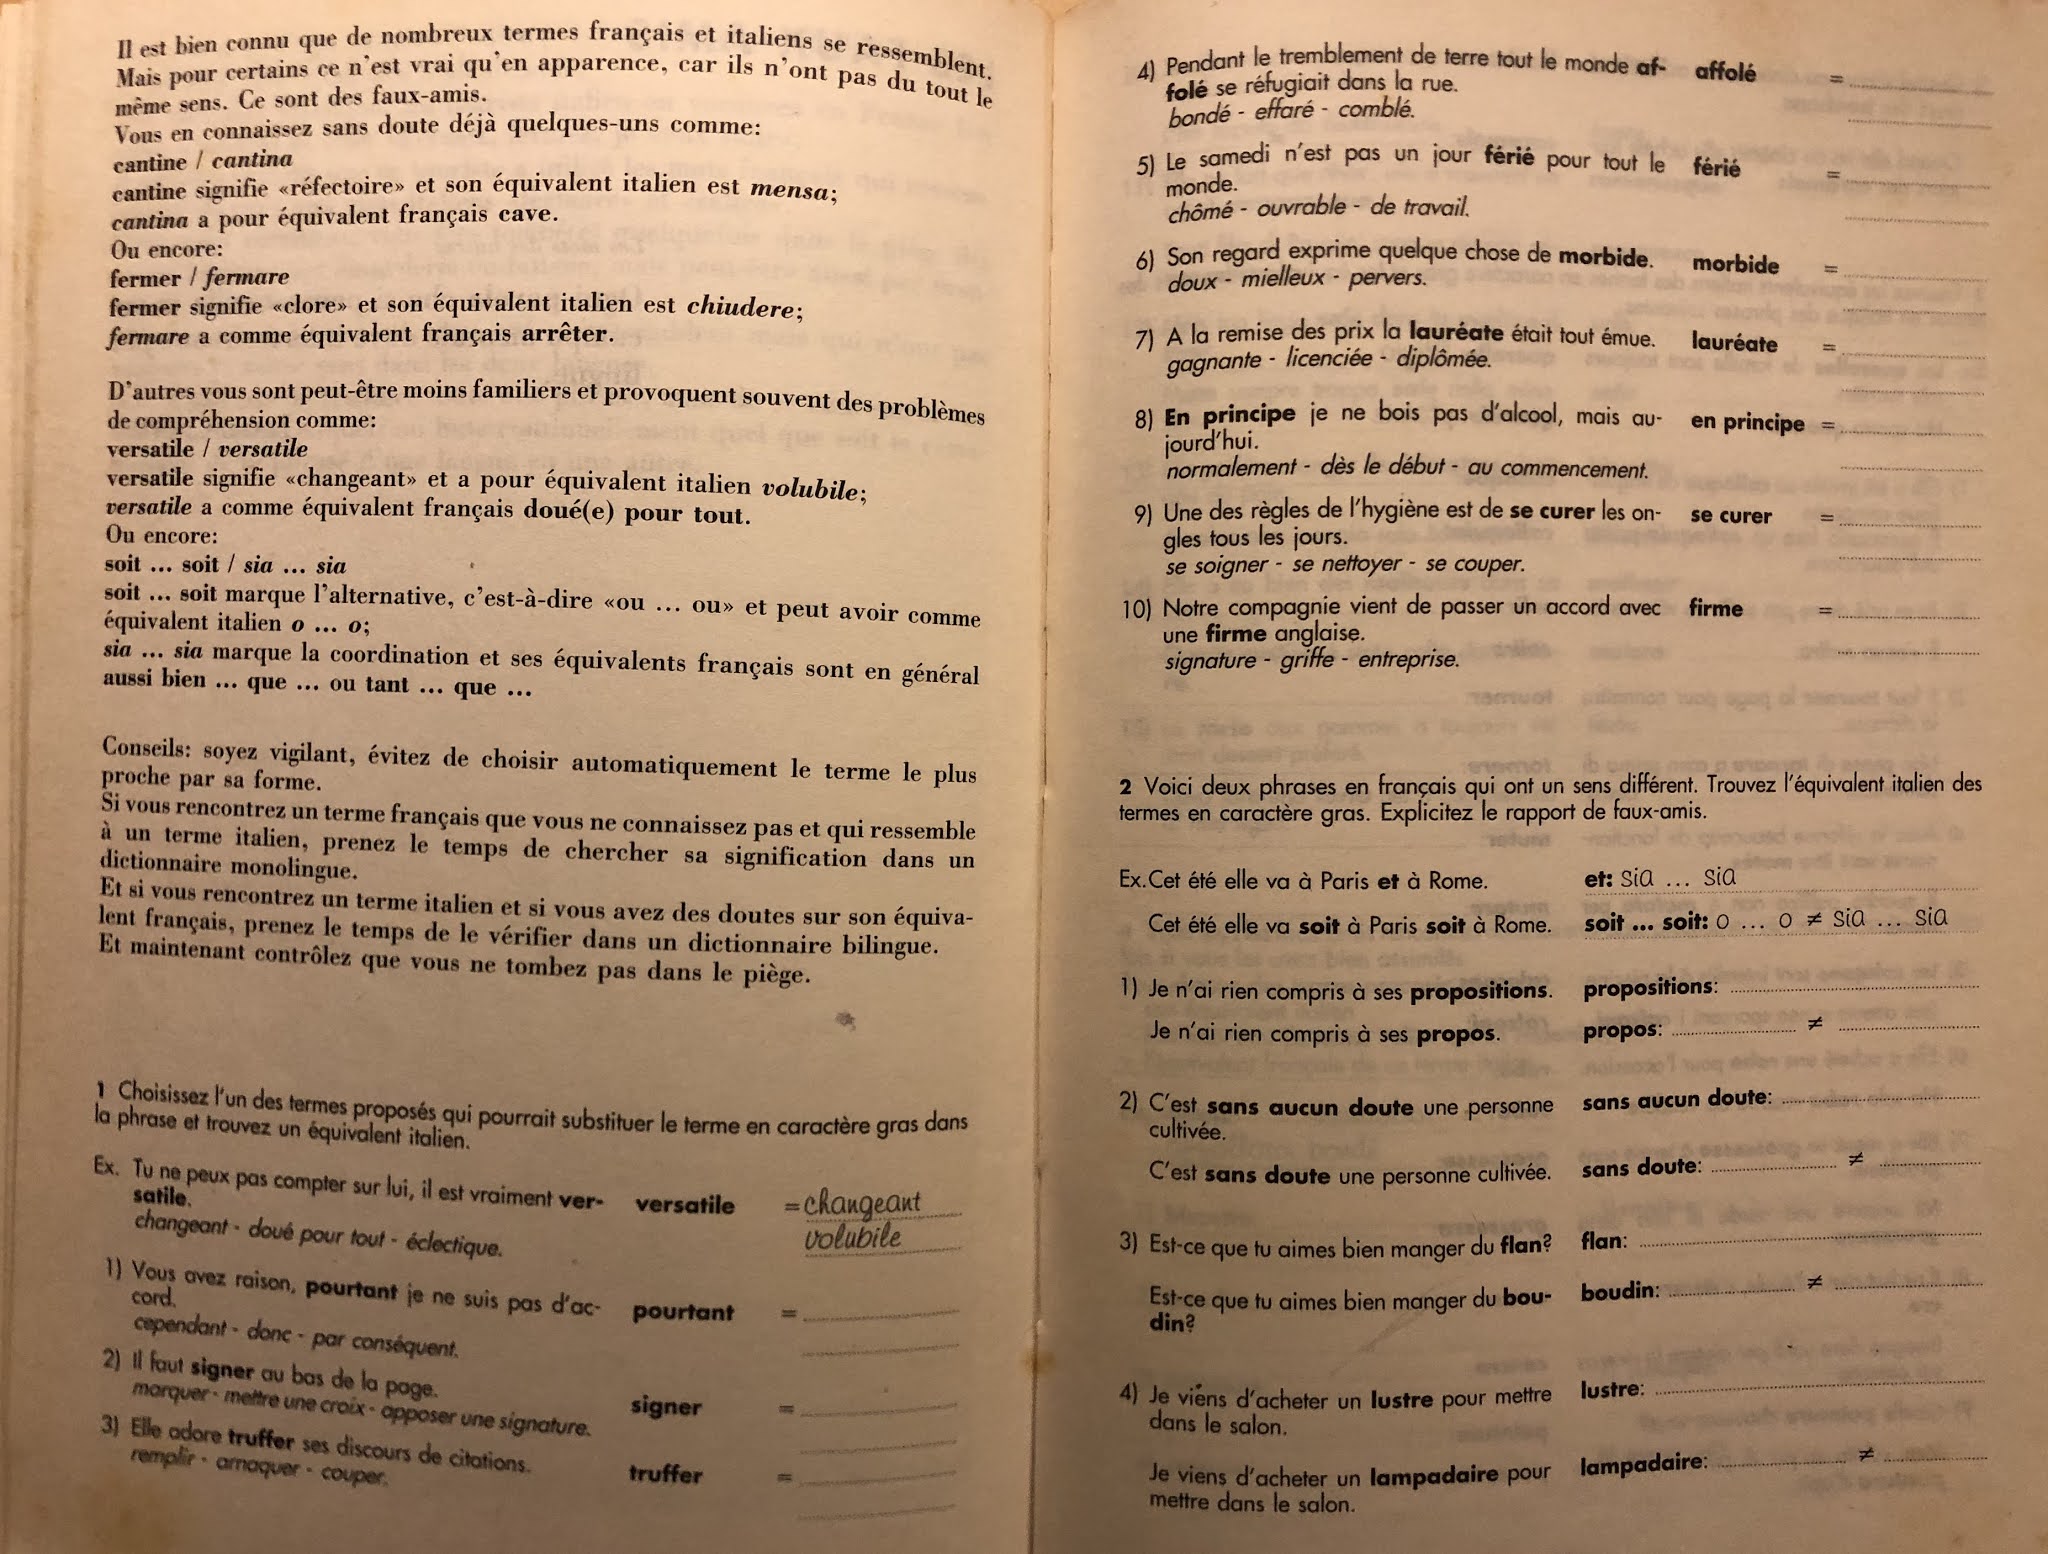 Il est bien connu que de nombreux termes français et italiens se ressemblent.
Mais pour certains ce n'est vrai qu'en apparence, car ils n'ont pas du tout le
même sens. Ce sont des faux-amis.
Vous en connaissez sans doute déjà quelques-uns comme:
cantine / cantina
cantine signifie «réfectoire» et son équivalent italien est mensa;
cantina a pour équivalent français cave.
Ou encore:
fermer / fermare
fermer signifie «clore» et son équivalent italien est chiudere;
fermare a comme équivalent français arrêter.
D'autres vous sont peut-être moins familiers et provoquent souvent des problèmes
de compréhension comme:
versatile / versatile
versatile signifie «changeant» et a pour équivalent italien volubile;
versatile a comme équivalent français doué(e) pour tout.
Ou encore:
soit ... soit / sia ... sia
soit ... soit marque l'alternative, c'est-à-dire «ou ... ou» et peut avoir comme
équivalent italien o ... o;
sia ... sia marque la coordination et ses équivalents français sont en général
aussi bien ... que ... ou tant ... que ...
Conseils: soyez vigilant, évitez de choisir automatiquement le terme le plus
proche par sa forme.
Si vous rencontrez un terme français que vous ne connaissez pas et qui ressemble
à un terme italien, prenez le temps de chercher sa signification dans un
dictionnaire monolingue.
Et si vous rencontrez un terme italien et si vous avez des doutes sur son équiva-
lent français, prenez le temps de le vérifier dans un dictionnaire bilingue.
Et maintenant contrôlez que vous ne tombez pas dans le piège.
1 Choisissez l'un des termes proposés qui pourrait substituer le terme en caractère gras dans
la phrase et trouvez un équivalent italien.
Ex. Tu ne peux pas compter sur lui, il est vraiment ver- versatile = changeant
satile.
changeant - doué pour tout - éclectique. volubile
1) Vous avez raison, pourtant je ne suis pas d'ac- pourtant =
cord.
cependant - donc - par conséquent.
2) Il faut signer au bas de la page. signer =
marquer - mettre une croix - apposer une signature.
3) Elle adore truffer ses discours de citations. truffer =
remplir - arnaquer - couper.
4) Pendant le tremblement de terre tout le monde af- affolé =
folé se réfugiait dans la rue.
bondé - effaré - comblé.
5) Le samedi n'est pas un jour férié pour tout le férié =
monde.
chômé - ouvrable - de travail.
6) Son regard exprime quelque chose de morbide. morbide =
doux - mielleux - pervers.
7) A la remise des prix la lauréate était tout émue. lauréate =
gagnante - licenciée - diplômée.
8) En principe je ne bois pas d'alcool, mais au- en principe =
jourd'hui.
normalement - dès le début - au commencement.
9) Une des règles de l'hygiène est de se curer les on- se curer =
gles tous les jours.
se soigner - se nettoyer - se couper.
10) Notre compagnie vient de passer un accord avec firme =
une firme anglaise.
signature - griffe - entreprise.
2 Voici deux phrases en français qui ont un sens différent. Trouvez l'équivalent italien des
termes en caractère gras. Explicitez le rapport de faux-amis.
Ex. Cet été elle va à Paris et à Rome. et: sia ... sia
Cet été elle va soit à Paris soit à Rome. soit ... soit: o ... o ≠ sia ... sia
1) Je n'ai rien compris à ses propositions. propositions:
Je n'ai rien compris à ses propos. propos: ≠
2) C'est sans aucun doute une personne sans aucun doute:
cultivée.
C'est sans doute une personne cultivée. sans doute: ≠
3) Est-ce que tu aimes bien manger du flan? flan:
Est-ce que tu aimes bien manger du bou- boudin: ≠
din?
4) Je viens d'acheter un lustre pour mettre lustre:
dans le salon.
Je viens d'acheter un lampadaire pour lampadaire: ≠
mettre dans le salon.